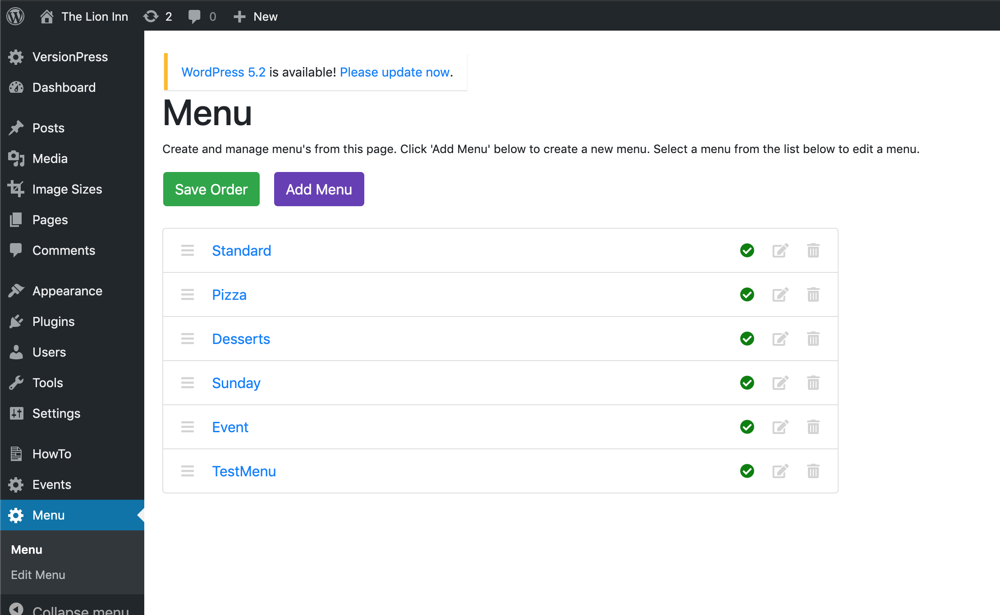 The Lion Inn 2 0 New
VersionPress
Dashboard
Posts
Media
Image Sizes
Pages
Comments
Appearance
Plugins
Users
Tools
Settings
HowTo
Events
Menu
Menu
Edit Menu
Collapse menu
WordPress 5.2 is available! Please update now.
Menu
Create and manage menu's from this page. Click 'Add Menu' below to create a new menu. Select a menu from the list below to edit a menu.
Save Order Add Menu
Standard
Pizza
Desserts
Sunday
Event
TestMenu